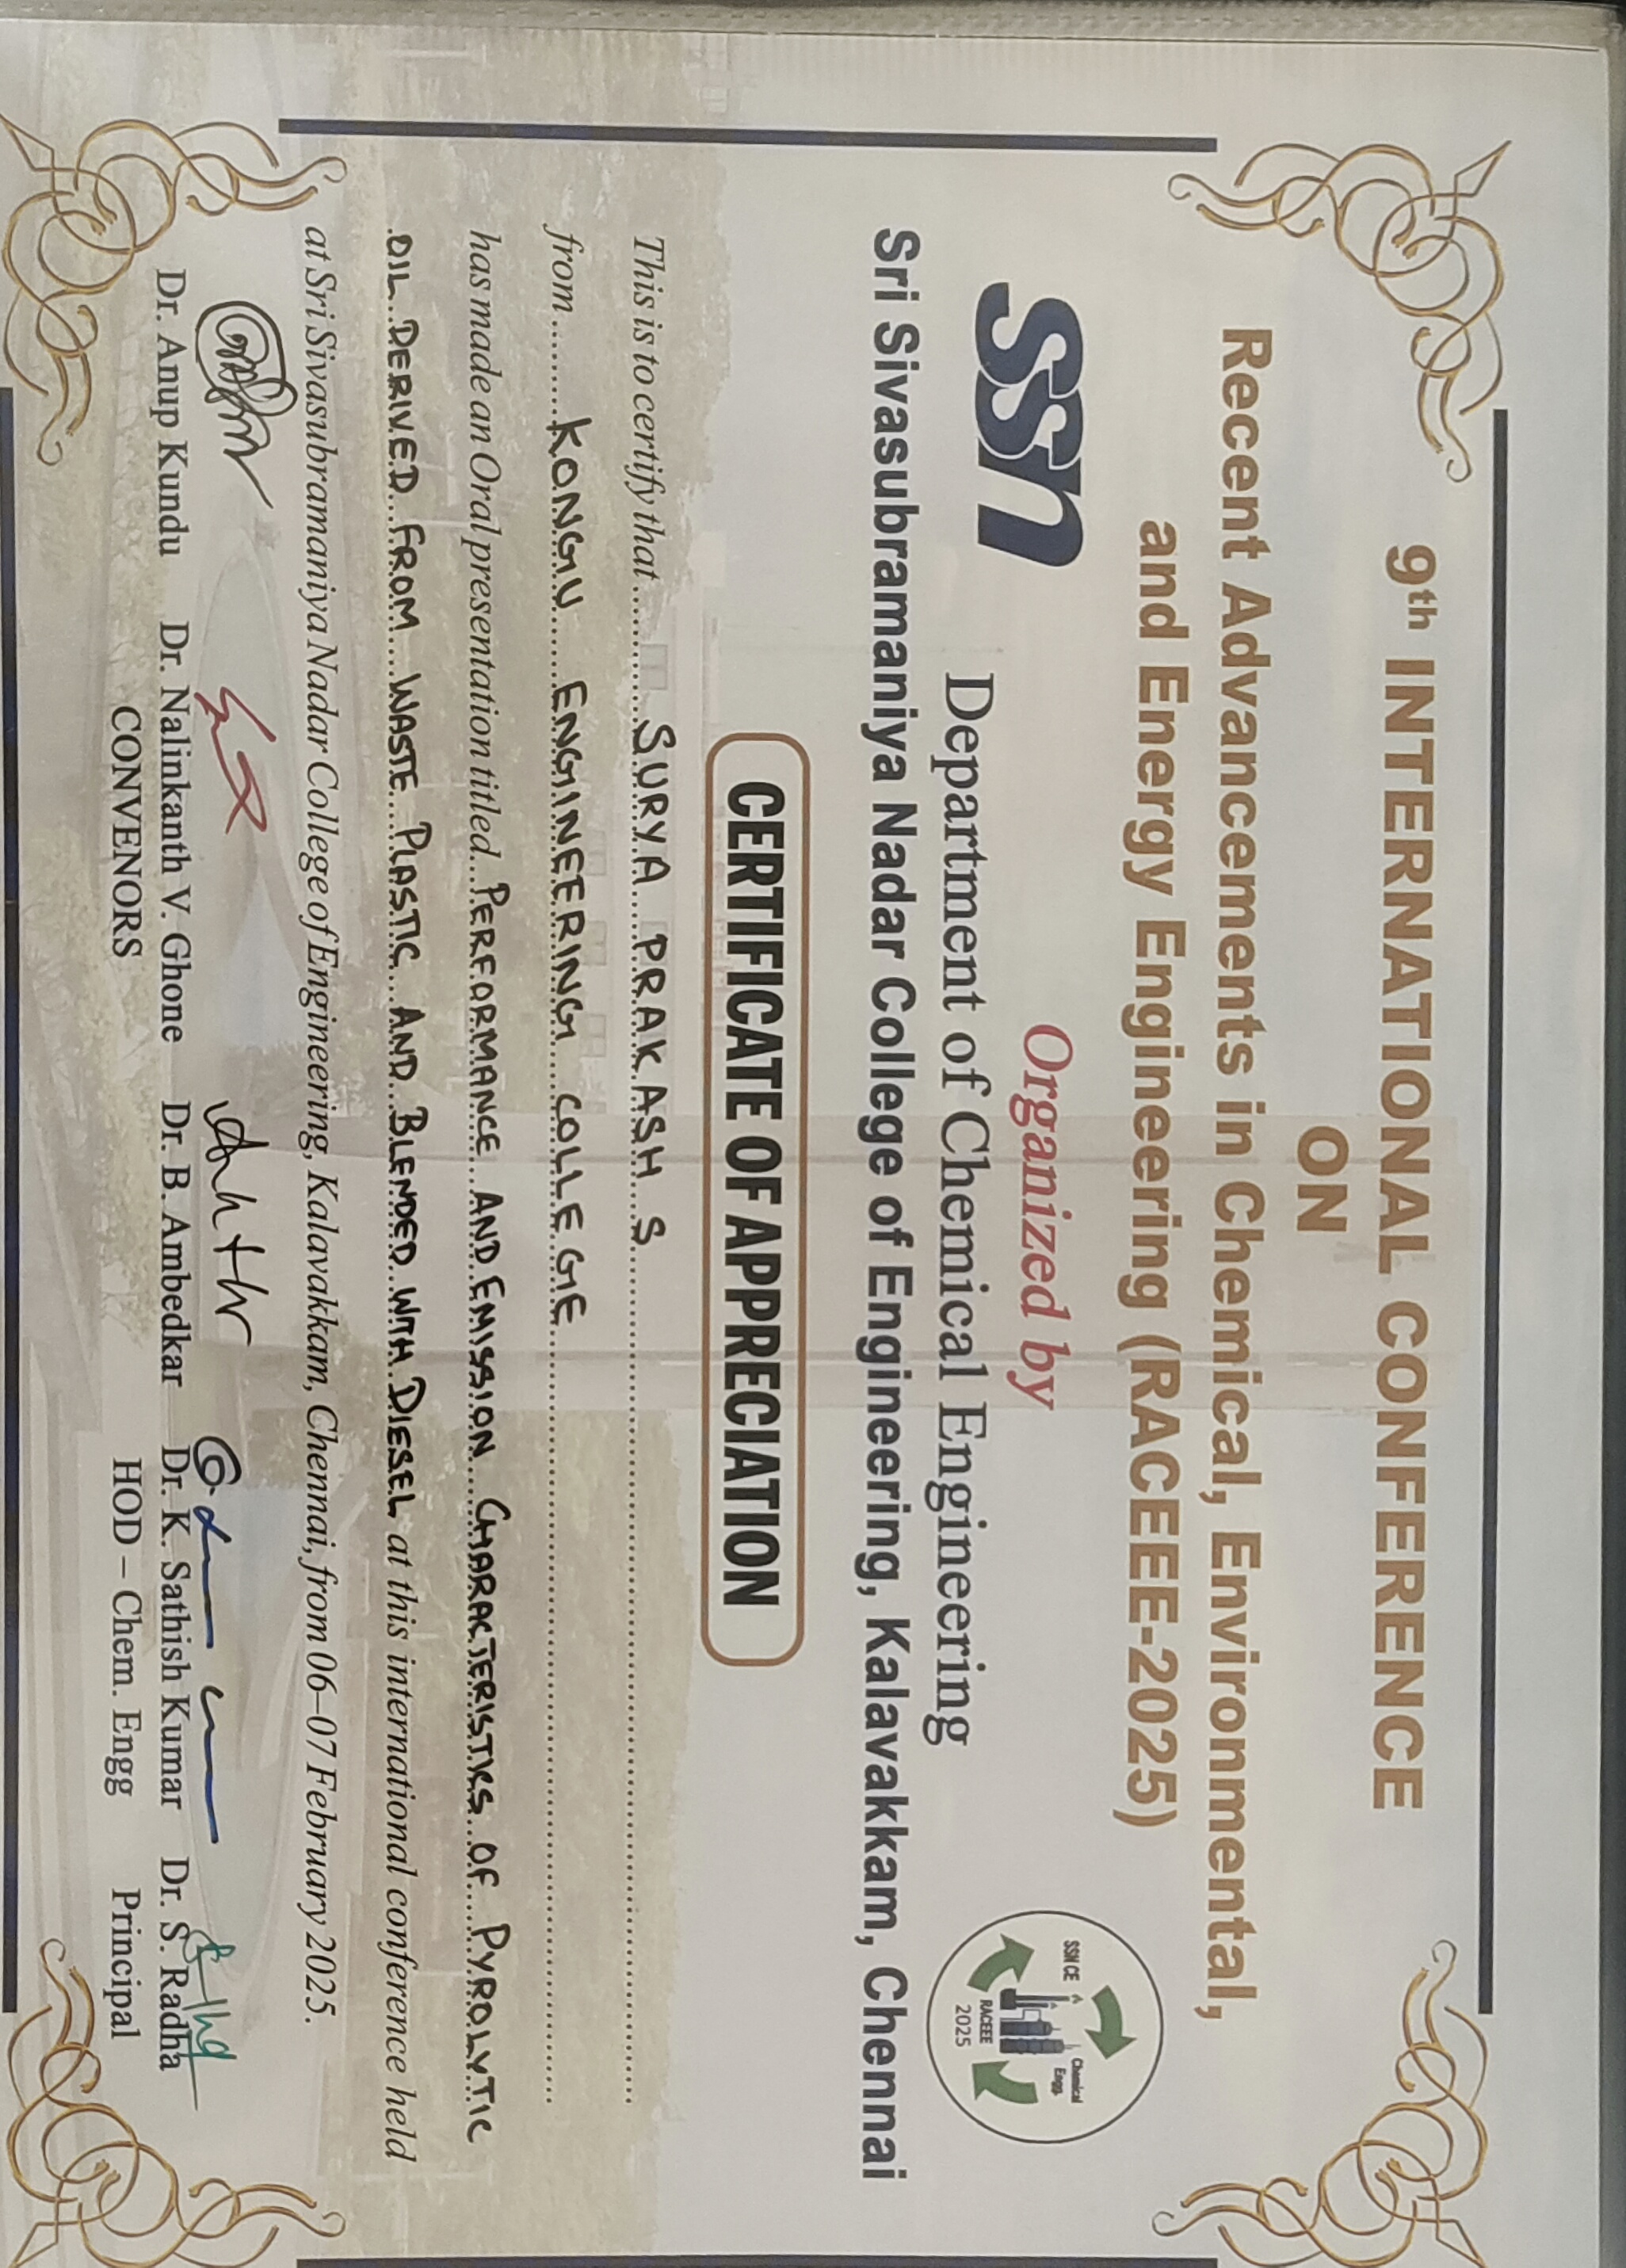 9th INTERNATIONAL CONFERENCE
ON
Recent Advancements in Chemical, Environmental,
and Energy Engineering (RACEEE-2025)
Organized by
ssn
Department of Chemical Engineering
SSN CE
Chemical
Engg.
RACEEE
2025
Sri Sivasubramaniya Nadar College of Engineering, Kalavakkam, Chennai
CERTIFICATE OF APPRECIATION
This is to certify that SURYA PRAKASH S
from KONGU ENGINEERING COLLEGE
has made an Oral presentation titled PERFORMANCE AND EMISSION CHARACTERISTICS OF PYROLYTIC
OIL DERIVED FROM WASTE PLASTIC AND BLENDED WITH DIESEL at this international conference held
at Sri Sivasubramaniya Nadar College of Engineering, Kalavakkam, Chennai, from 06–07 February 2025.
Dr. Anup Kundu Dr. Nalinkanth V. Ghone Dr. B. Ambedkar Dr. K. Sathish Kumar Dr. S. Radha
CONVENORS HOD – Chem. Engg Principal